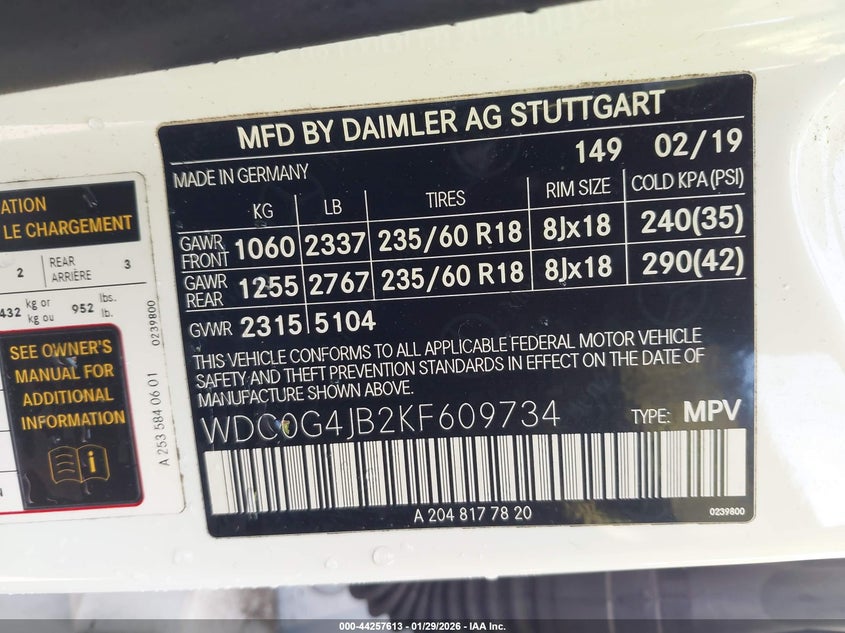 MFD BY DAIMLER AG STUTTGART
149 02/19
MADE IN GERMANY
KG LB TIRES RIM SIZE COLD KPA (PSI)
GAWR FRONT 1060 2337 235/60 R18 8Jx18 240(35)
GAWR REAR 1255 2767 235/60 R18 8Jx18 290(42)
GVWR 2315 5104
THIS VEHICLE CONFORMS TO ALL APPLICABLE FEDERAL MOTOR VEHICLE
SAFETY AND THEFT PREVENTION STANDARDS IN EFFECT ON THE DATE OF
MANUFACTURE SHOWN ABOVE.
WDC0G4JB2KF609734 TYPE: MPV
A 204 817 78 20
0239800
LE CHARGEMENT
2 REAR ARRIÈRE 3
432 kg or kg ou 952 lbs. lb.
SEE OWNER'S
MANUAL FOR
ADDITIONAL
INFORMATION
A 253 584 06 01
0239800
000-44257613 - 01/29/2026 - IAA Inc.